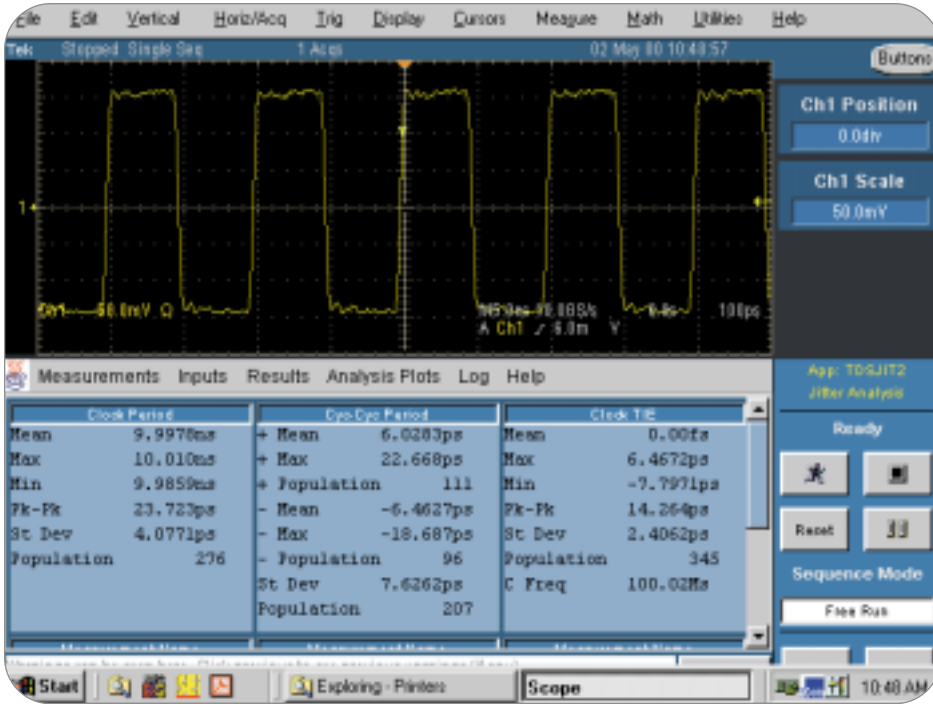 File Edit Vertical Horiz/Acq Trig Display Cursors Measure Math Utilities Help
Tek Stopped Single Seq 1 Acqs 02 May 00 10:48:57
Buttons
Ch1 Position
0.0div
Ch1 Scale
50.0mV
1
Ch1 50.0mV Ω 100ps
A Ch1 6.0m V
Measurements Inputs Results Analysis Plots Log Help
App: TDSJIT2
Jitter Analysis
Clock Period
Mean 9.9978ns
Max 10.010ns
Min 9.9859ns
Pk-Pk 23.723ps
St Dev 4.0771ps
Population 276
Cyc-Cyc Period
+ Mean 6.0283ps
+ Max 22.668ps
+ Population 111
- Mean -6.4627ps
- Max -18.687ps
- Population 96
St Dev 7.6262ps
Population 207
Clock TIE
Mean 0.00fs
Max 6.4672ps
Min -7.7971ps
Pk-Pk 14.264ps
St Dev 2.4062ps
Population 345
C Freq 100.02Ms
Ready
Reset
Sequence Mode
Free Run
Start Exploring - Printers Scope 10:48 AM